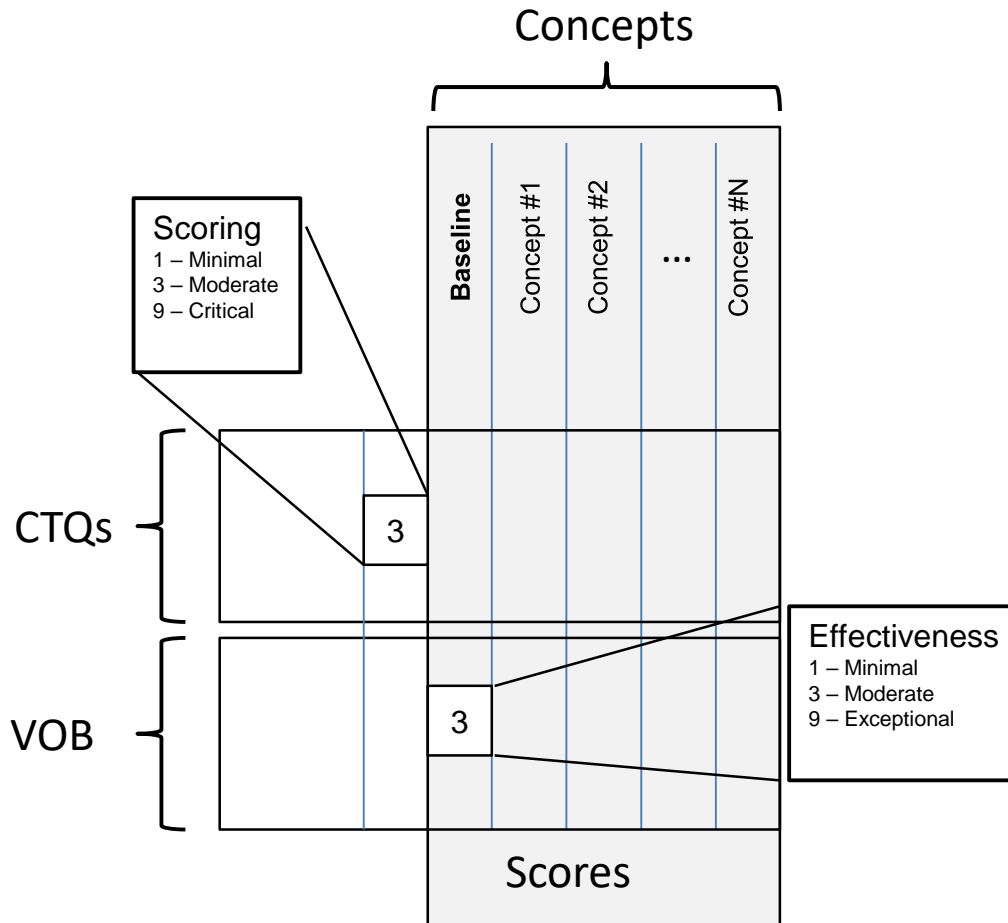 Concepts
Baseline
Concept #1
Concept #2
...
Concept #N
Scoring
1 – Minimal
3 – Moderate
9 – Critical
CTQs
3
VOB
3
Effectiveness
1 – Minimal
3 – Moderate
9 – Exceptional
Scores